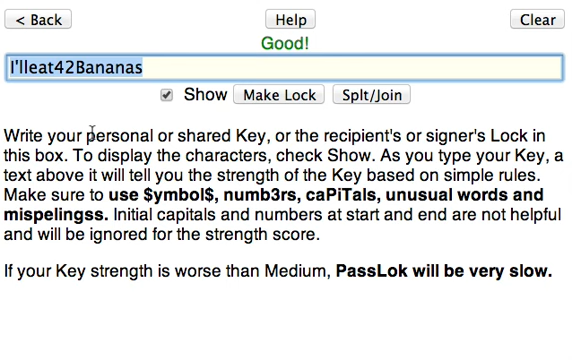 < Back Help Clear
Good!
I'lleat42Bananas
Show Make Lock Splt/Join
Write your personal or shared Key, or the recipient's or signer's Lock in
this box. To display the characters, check Show. As you type your Key, a
text above it will tell you the strength of the Key based on simple rules.
Make sure to use $ymbol$, numb3rs, caPiTals, unusual words and
mispelingss. Initial capitals and numbers at start and end are not helpful
and will be ignored for the strength score.
If your Key strength is worse than Medium, PassLok will be very slow.